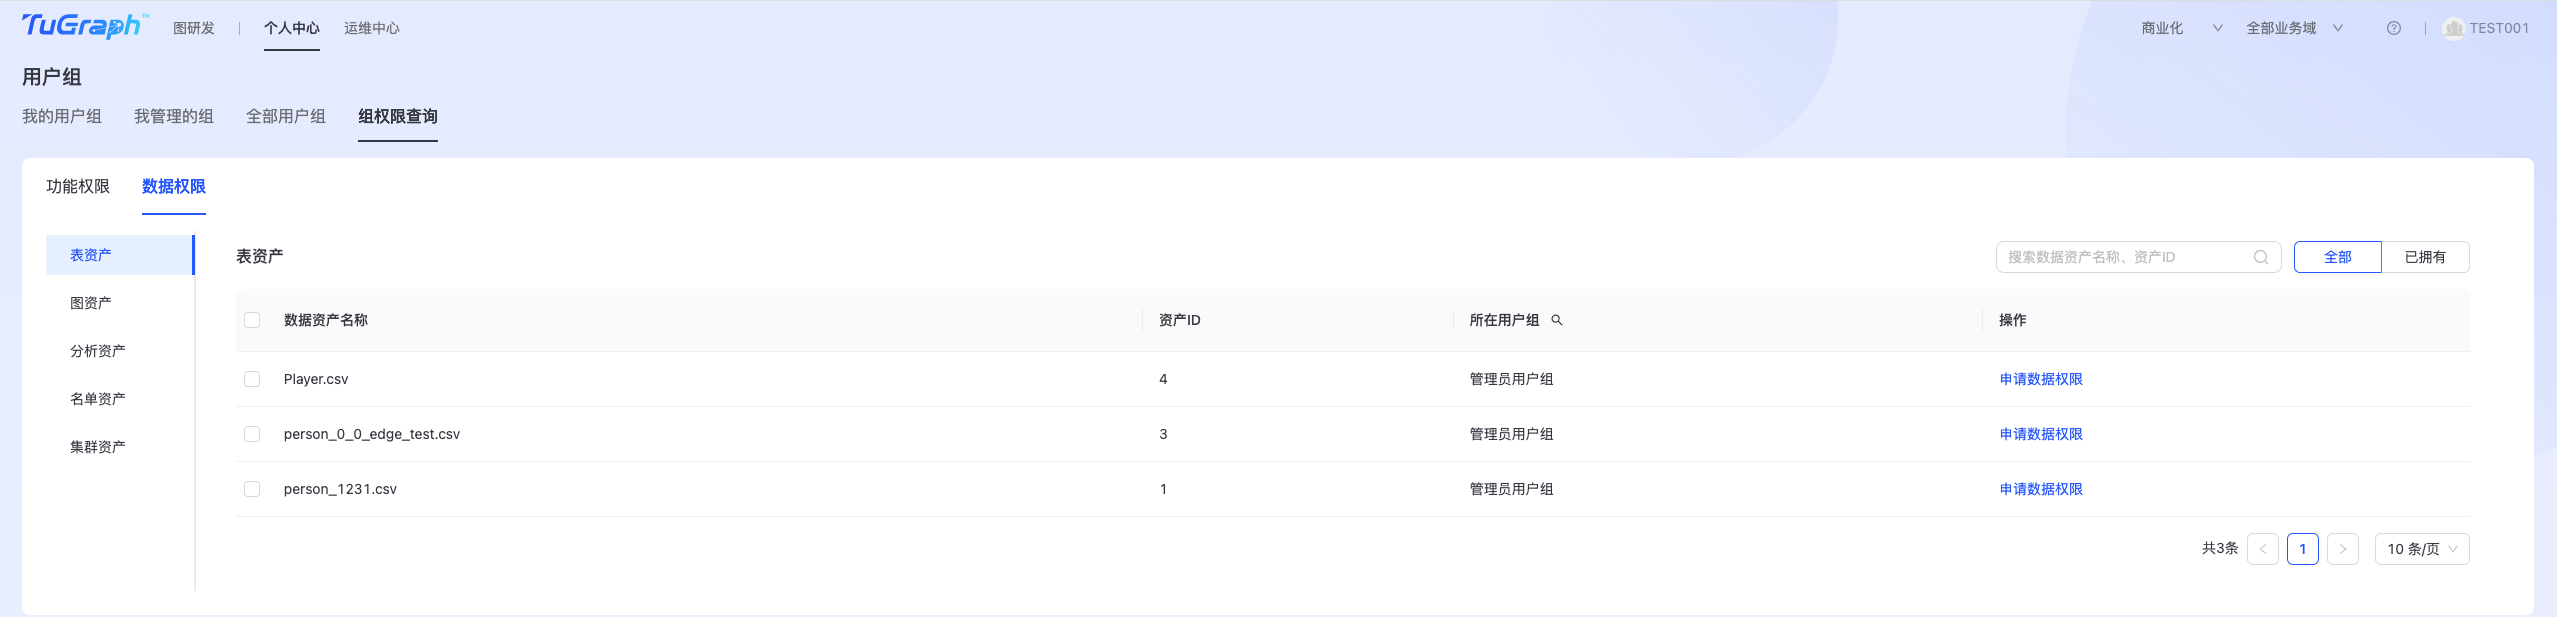 TuGraph™ 图研发 个人中心 运维中心 商业化 全部业务域 TEST001
用户组
我的用户组 我管理的组 全部用户组 组权限查询
功能权限 数据权限
表资产
图资产
分析资产
名单资产
集群资产
表资产 搜索数据资产名称、资产ID 全部 已拥有
数据资产名称 资产ID 所在用户组 操作
Player.csv 4 管理员用户组 申请数据权限
person_0_0_edge_test.csv 3 管理员用户组 申请数据权限
person_1231.csv 1 管理员用户组 申请数据权限
共3条 < 1 > 10 条/页